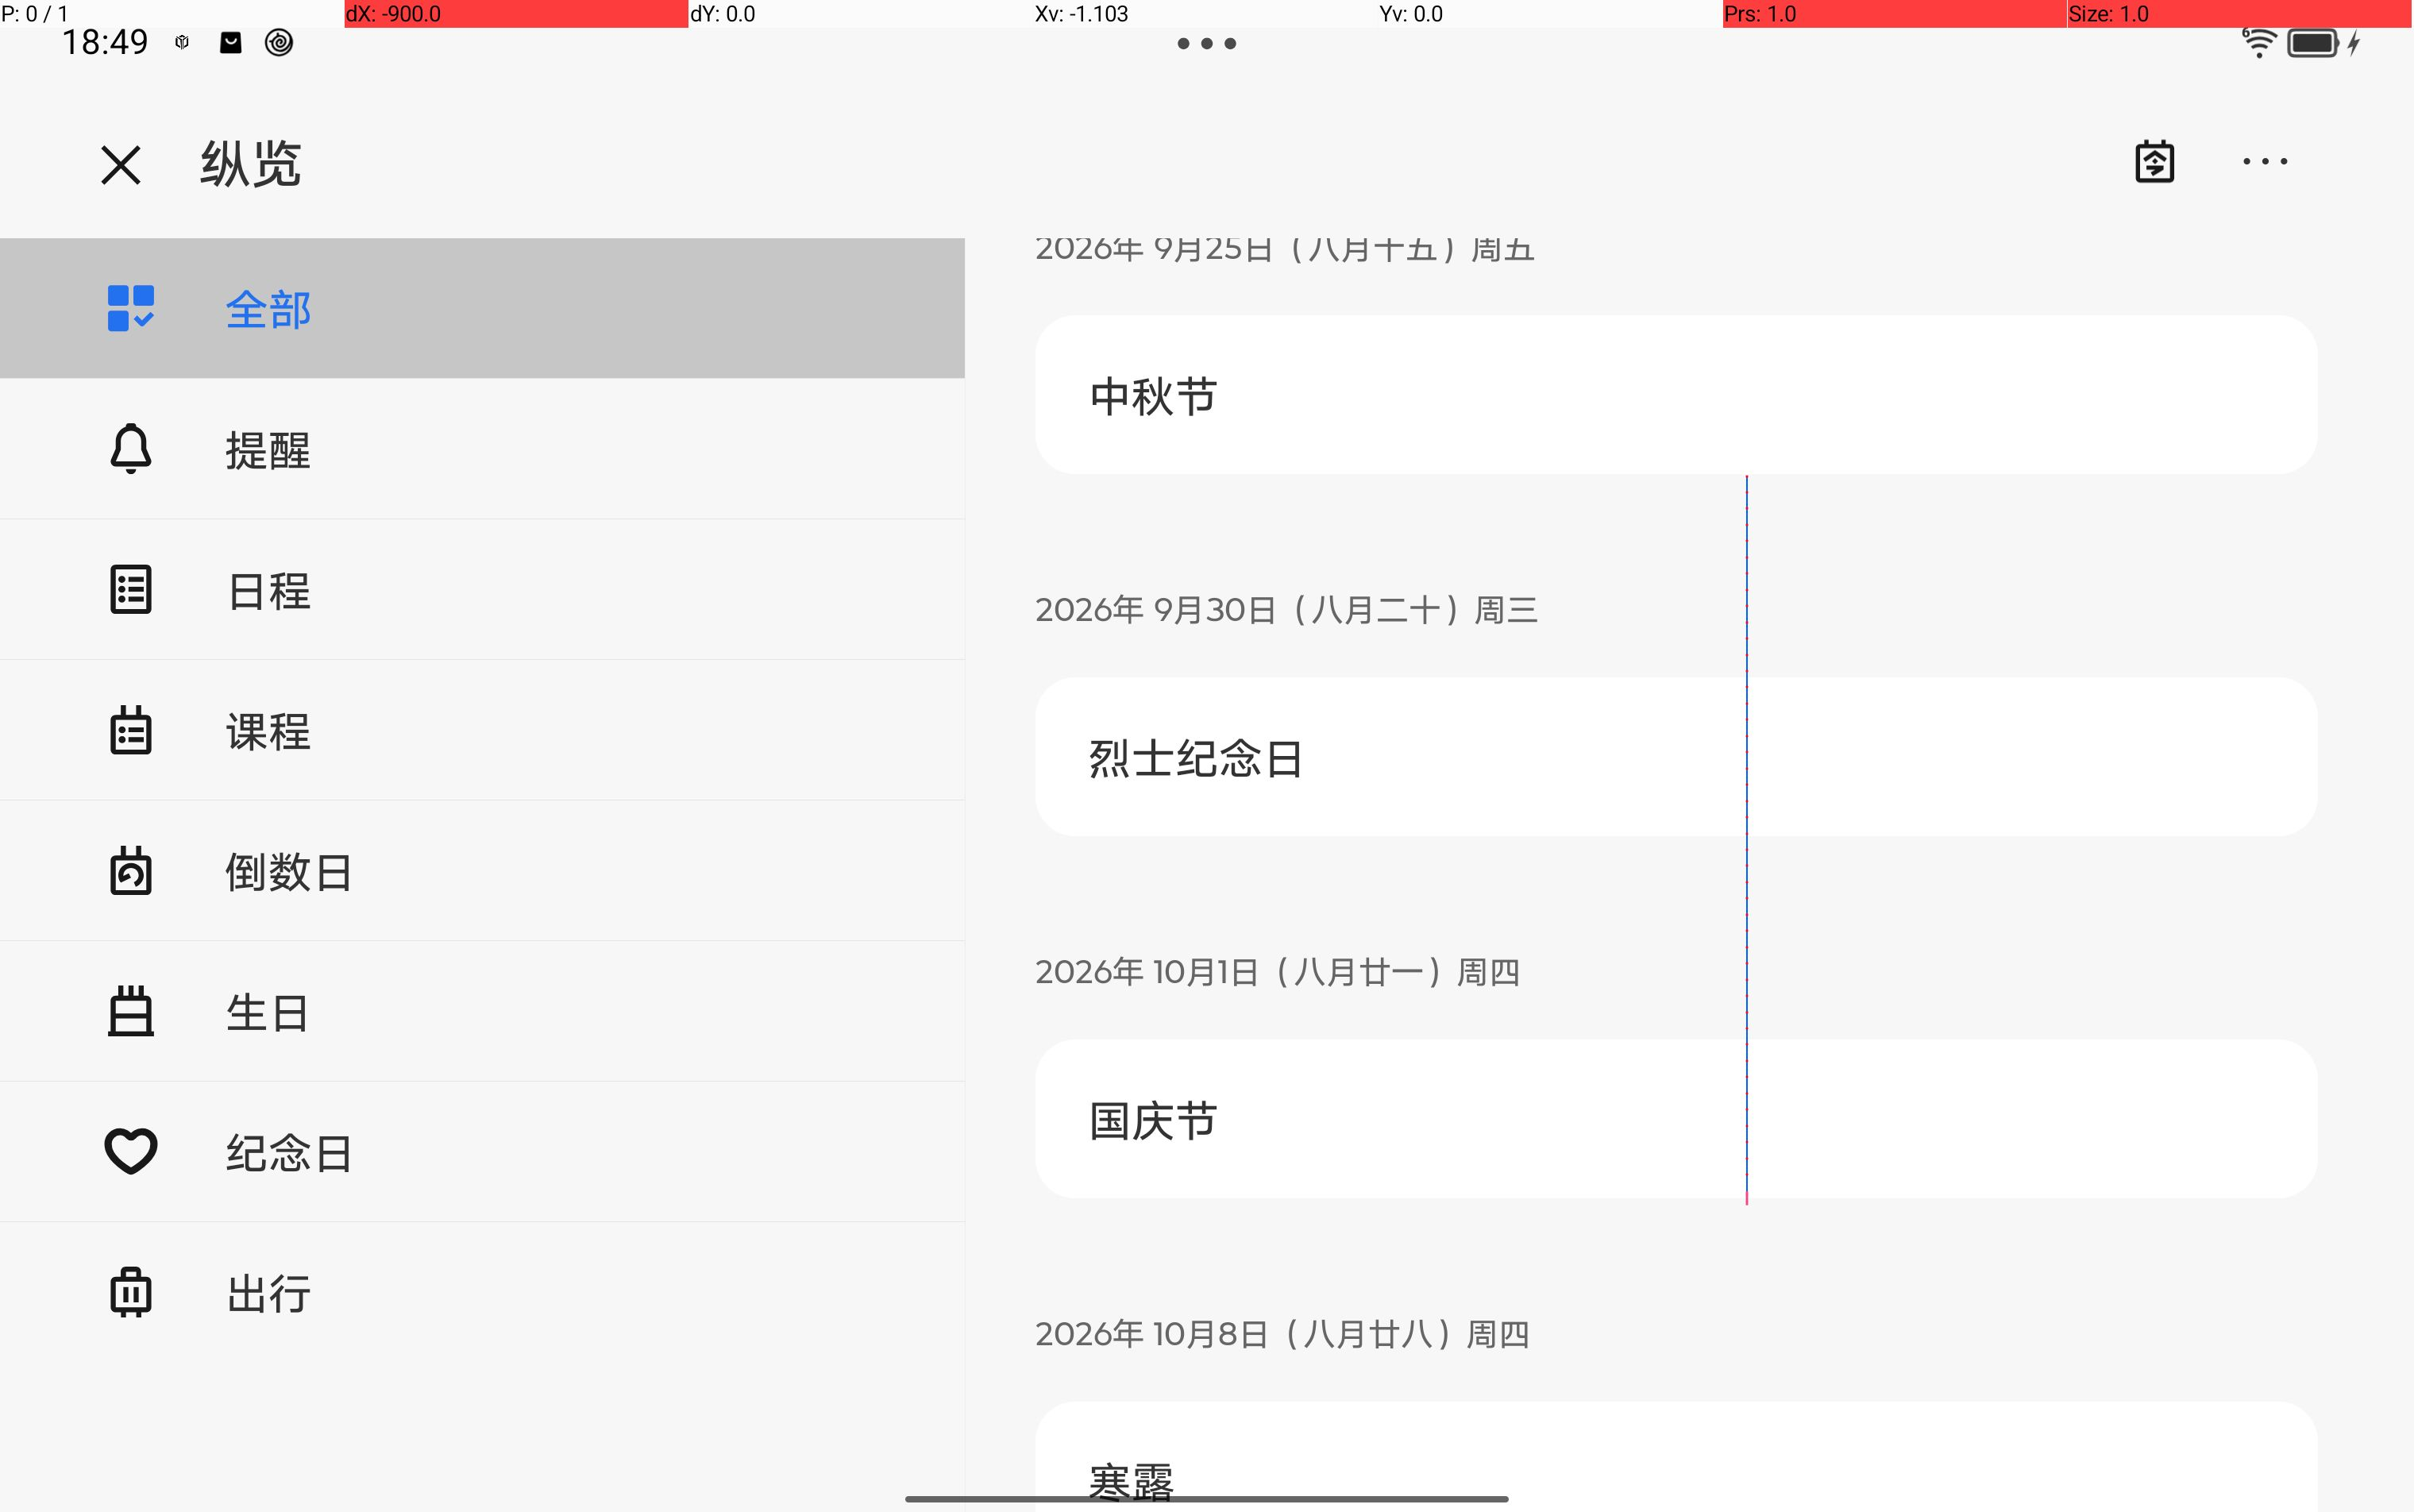 P: 0 / 1
dX: -900.0
dY: 0.0
Xv: -1.103
Yv: 0.0
Prs: 1.0
Size: 1.0
18:49
6
纵览
今
全部
提醒
日程
课程
倒数日
生日
纪念日
出行
2026年 9月25日（八月十五）周五
中秋节
2026年 9月30日（八月二十）周三
烈士纪念日
2026年 10月1日（八月廿一）周四
国庆节
2026年 10月8日（八月廿八）周四
寒露